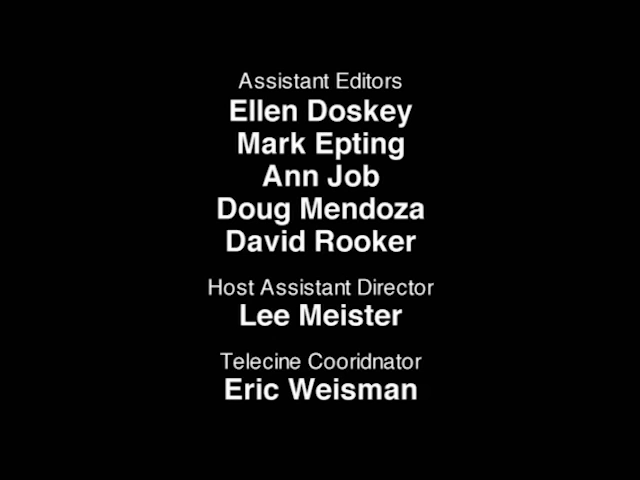 Assistant Editors
Ellen Doskey
Mark Epting
Ann Job
Doug Mendoza
David Rooker
Host Assistant Director
Lee Meister
Telecine Cooridnator
Eric Weisman